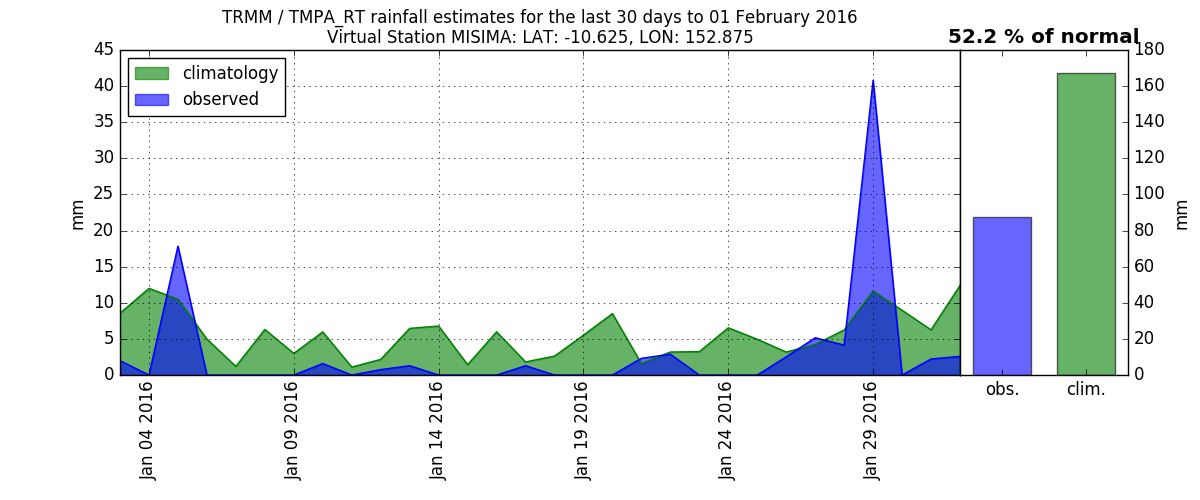 TRMM / TMPA_RT rainfall estimates for the last 30 days to 01 February 2016
Virtual Station MISIMA: LAT: -10.625, LON: 152.875
52.2 % of normal
climatology
observed
45
40
35
30
25
20
15
10
5
0
mm
Jan 04 2016
Jan 09 2016
Jan 14 2016
Jan 19 2016
Jan 24 2016
Jan 29 2016
obs.
clim.
180
160
140
120
100
80
60
40
20
0
mm